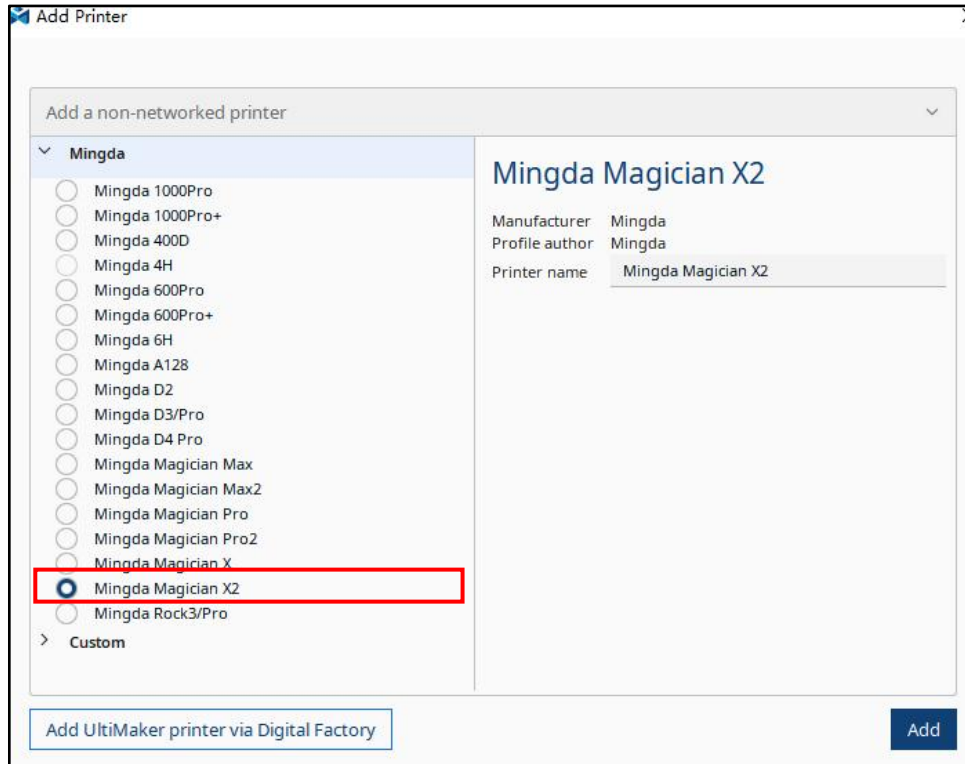 Add Printer
Add a non-networked printer
Mingda
Mingda 1000Pro
Mingda 1000Pro+
Mingda 400D
Mingda 4H
Mingda 600Pro
Mingda 600Pro+
Mingda 6H
Mingda A128
Mingda D2
Mingda D3/Pro
Mingda D4 Pro
Mingda Magician Max
Mingda Magician Max2
Mingda Magician Pro
Mingda Magician Pro2
Mingda Magician X
Mingda Magician X2
Mingda Rock3/Pro
Custom
Mingda Magician X2
Manufacturer Mingda
Profile author Mingda
Printer name Mingda Magician X2
Add UltiMaker printer via Digital Factory
Add